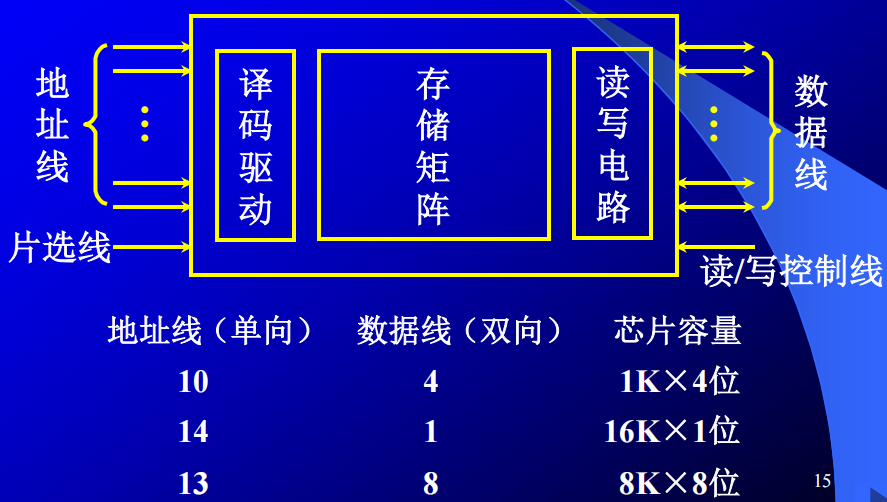 地址线
片选线
译码驱动
存储矩阵
读写电路
数据线
读/写控制线
地址线（单向） 数据线（双向） 芯片容量
10 4 1K×4位
14 1 16K×1位
13 8 8K×8位
15